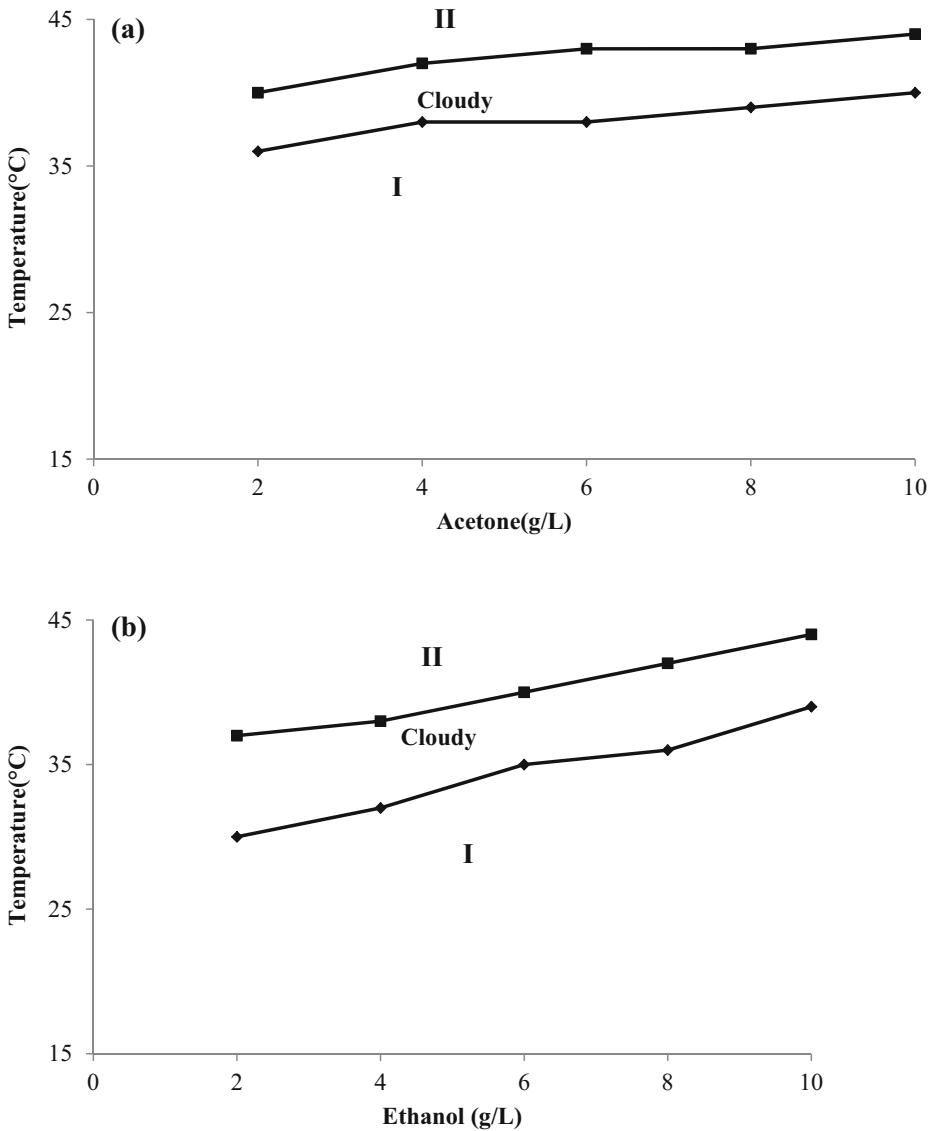 (a)
II
45
Cloudy
35
I
Temperature(°C)
25
15
0 2 4 6 8 10
Acetone(g/L)
(b)
45
II
Cloudy
35
I
Temperature(°C)
25
15
0 2 4 6 8 10
Ethanol (g/L)